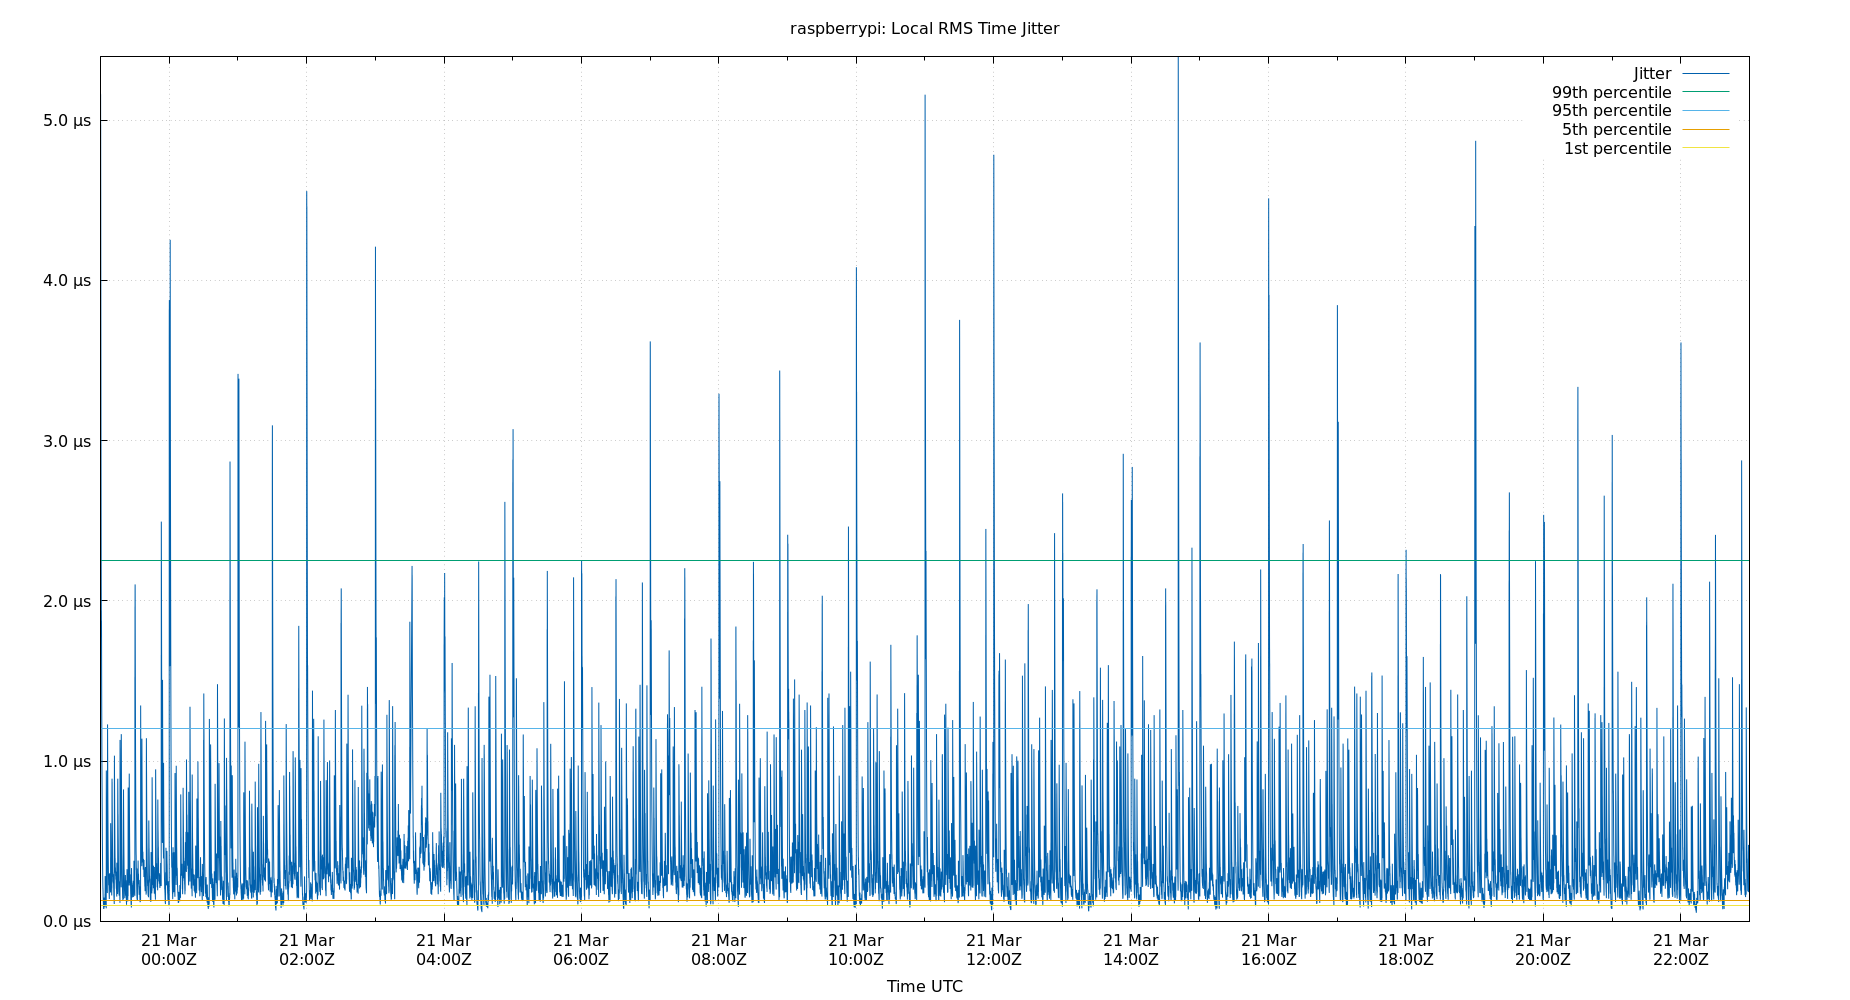 raspberrypi: Local RMS Time Jitter
Jitter
99th percentile
95th percentile
5th percentile
1st percentile
5.0 µs
4.0 µs
3.0 µs
2.0 µs
1.0 µs
0.0 µs
21 Mar 21 Mar 21 Mar 21 Mar 21 Mar 21 Mar 21 Mar 21 Mar 21 Mar 21 Mar 21 Mar 21 Mar
00:00Z 02:00Z 04:00Z 06:00Z 08:00Z 10:00Z 12:00Z 14:00Z 16:00Z 18:00Z 20:00Z 22:00Z
Time UTC